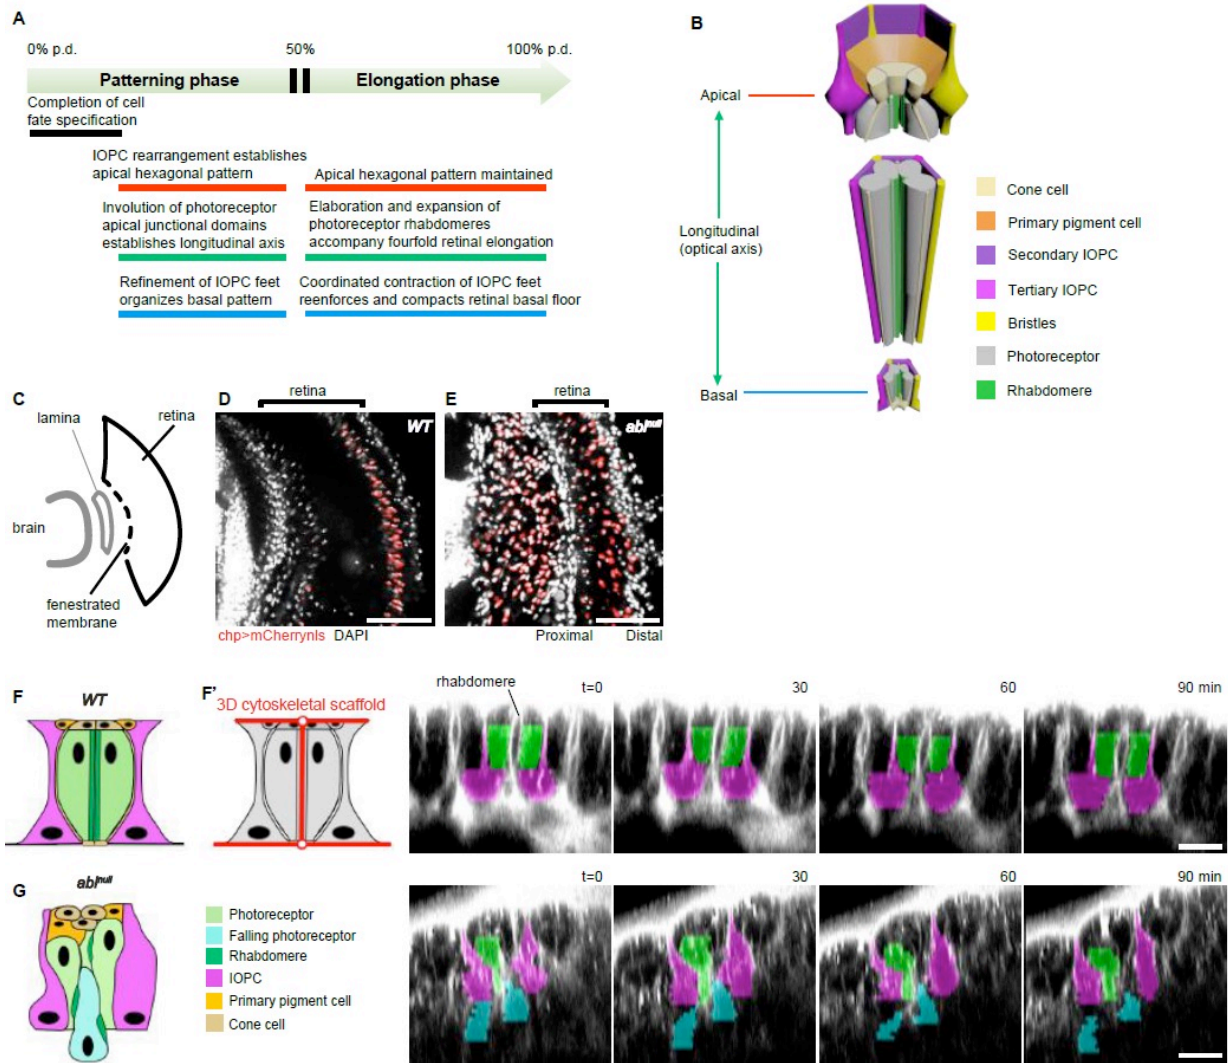 A
0% p.d.
50%
100% p.d.
Patterning phase
Elongation phase
Completion of cell
fate specification
IOPC rearrangement establishes
apical hexagonal pattern
Apical hexagonal pattern maintained
Involution of photoreceptor
apical junctional domains
establishes longitudinal axis
Elaboration and expansion of
photoreceptor rhabdomeres
accompany fourfold retinal elongation
Refinement of IOPC feet
organizes basal pattern
Coordinated contraction of IOPC feet
reenforces and compacts retinal basal floor
B
Apical
Longitudinal
(optical axis)
Basal
Cone cell
Primary pigment cell
Secondary IOPC
Tertiary IOPC
Bristles
Photoreceptor
Rhabdomere
C
lamina
retina
brain
fenestrated
membrane
D
retina
WT
chp>mCherrynls DAPI
E
retina
abl null
Proximal
Distal
F
WT
F'
3D cytoskeletal scaffold
rhabdomere
t=0
30
60
90 min
G
abl null
Photoreceptor
Falling photoreceptor
Rhabdomere
IOPC
Primary pigment cell
Cone cell
t=0
30
60
90 min